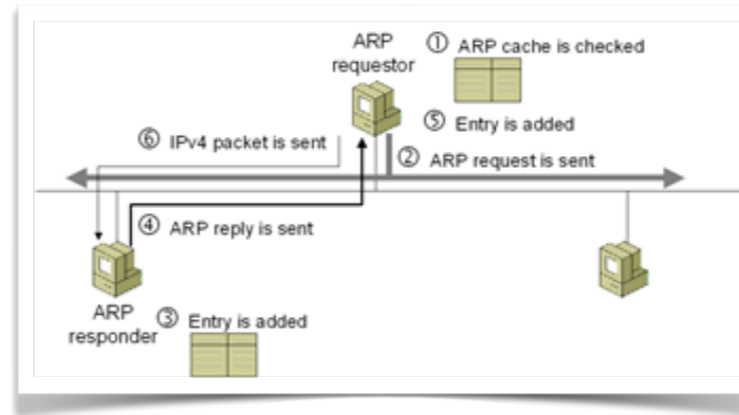 ARP
requestor
① ARP cache is checked
⑤ Entry is added
⑥ IPv4 packet is sent
② ARP request is sent
④ ARP reply is sent
ARP
responder
③ Entry is added